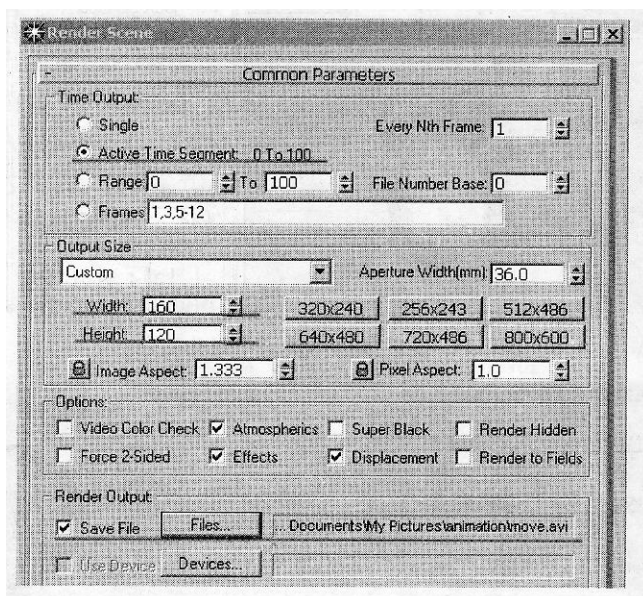 Render Scene
- Common Parameters
Time Output:
Single Every Nth Frame: 1
Active Time Segment: 0 To 100
Range: 0 To 100 File Number Base: 0
Frames 1,3,5-12
Output Size
Custom Aperture Width(mm): 36.0
Width: 160 320x240 256x243 512x486
Height: 120 640x480 720x486 800x600
Image Aspect: 1.333 Pixel Aspect: 1.0
Options:
Video Color Check Atmospherics Super Black Render Hidden
Force 2-Sided Effects Displacement Render to Fields
Render Output:
Save File Files... ... Documents\My Pictures\animation\move.avi
Use Device Devices...